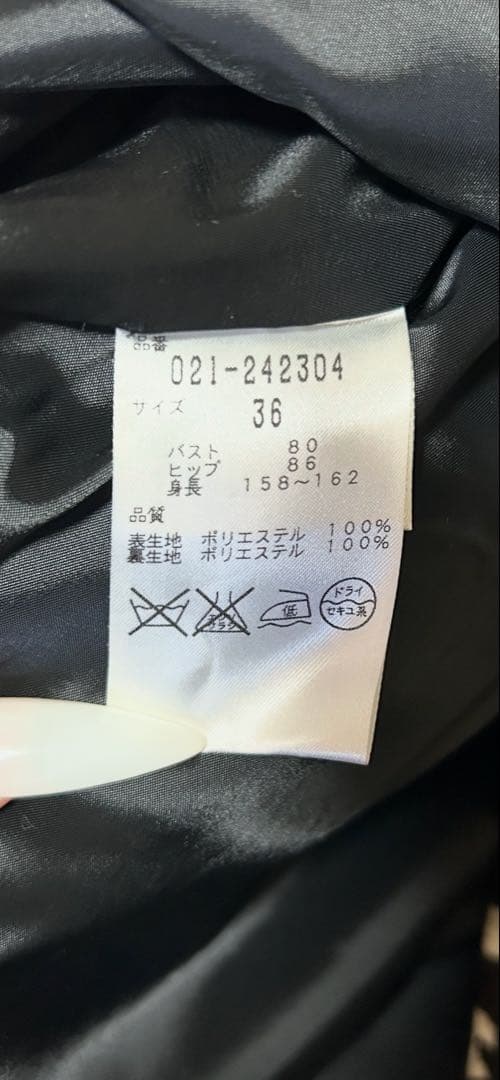 品番
021-242304
サイズ 36
バスト 80
ヒップ 86
身長 158〜162
品質
表生地 ポリエステル 100%
裏生地 ポリエステル 100%
低
ドライ
セキユ系